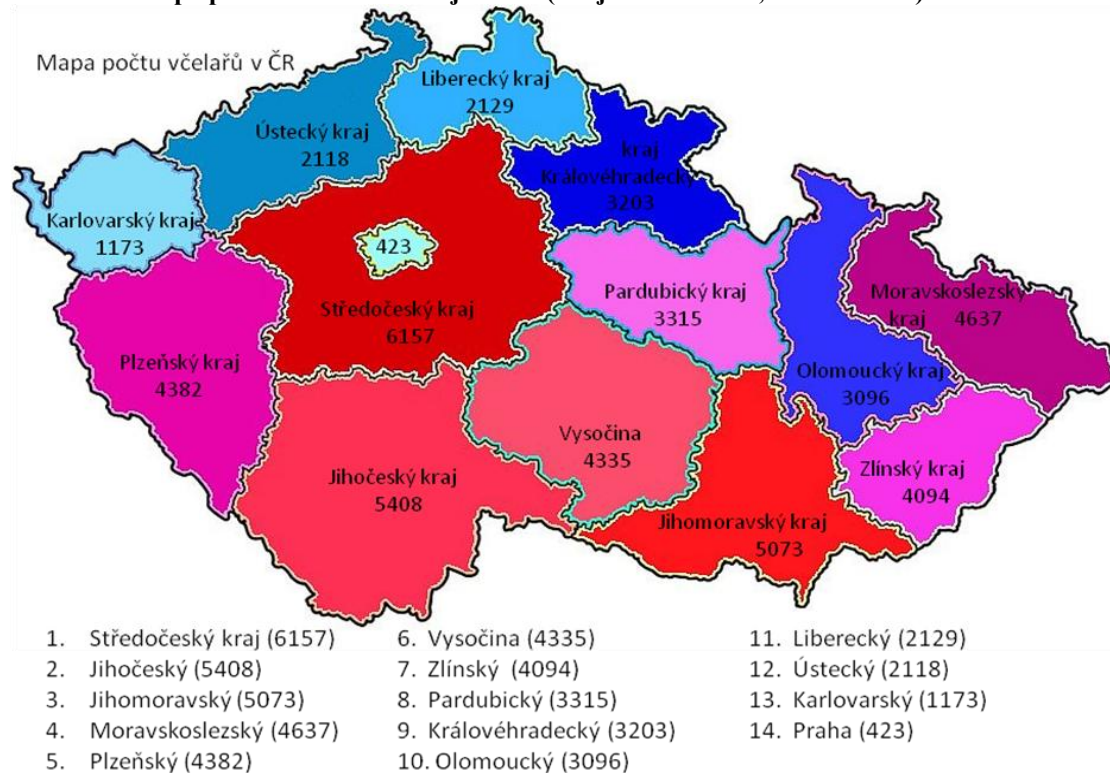 Mapa počtu včelařů v ČR
Liberecký kraj
2129
Ústecký kraj
2118
kraj
Královéhradecký
3203
Karlovarský kraj
1173
423
Středočeský kraj
6157
Pardubický kraj
3315
Moravskoslezský
kraj 4637
Plzeňský kraj
4382
Olomoucký kraj
3096
Vysočina
4335
Jihočeský kraj
5408
Zlínský kraj
4094
Jihomoravský kraj
5073
1. Středočeský kraj (6157)
2. Jihočeský (5408)
3. Jihomoravský (5073)
4. Moravskoslezský (4637)
5. Plzeňský (4382)
6. Vysočina (4335)
7. Zlínský (4094)
8. Pardubický (3315)
9. Královéhradecký (3203)
10. Olomoucký (3096)
11. Liberecký (2129)
12. Ústecký (2118)
13. Karlovarský (1173)
14. Praha (423)